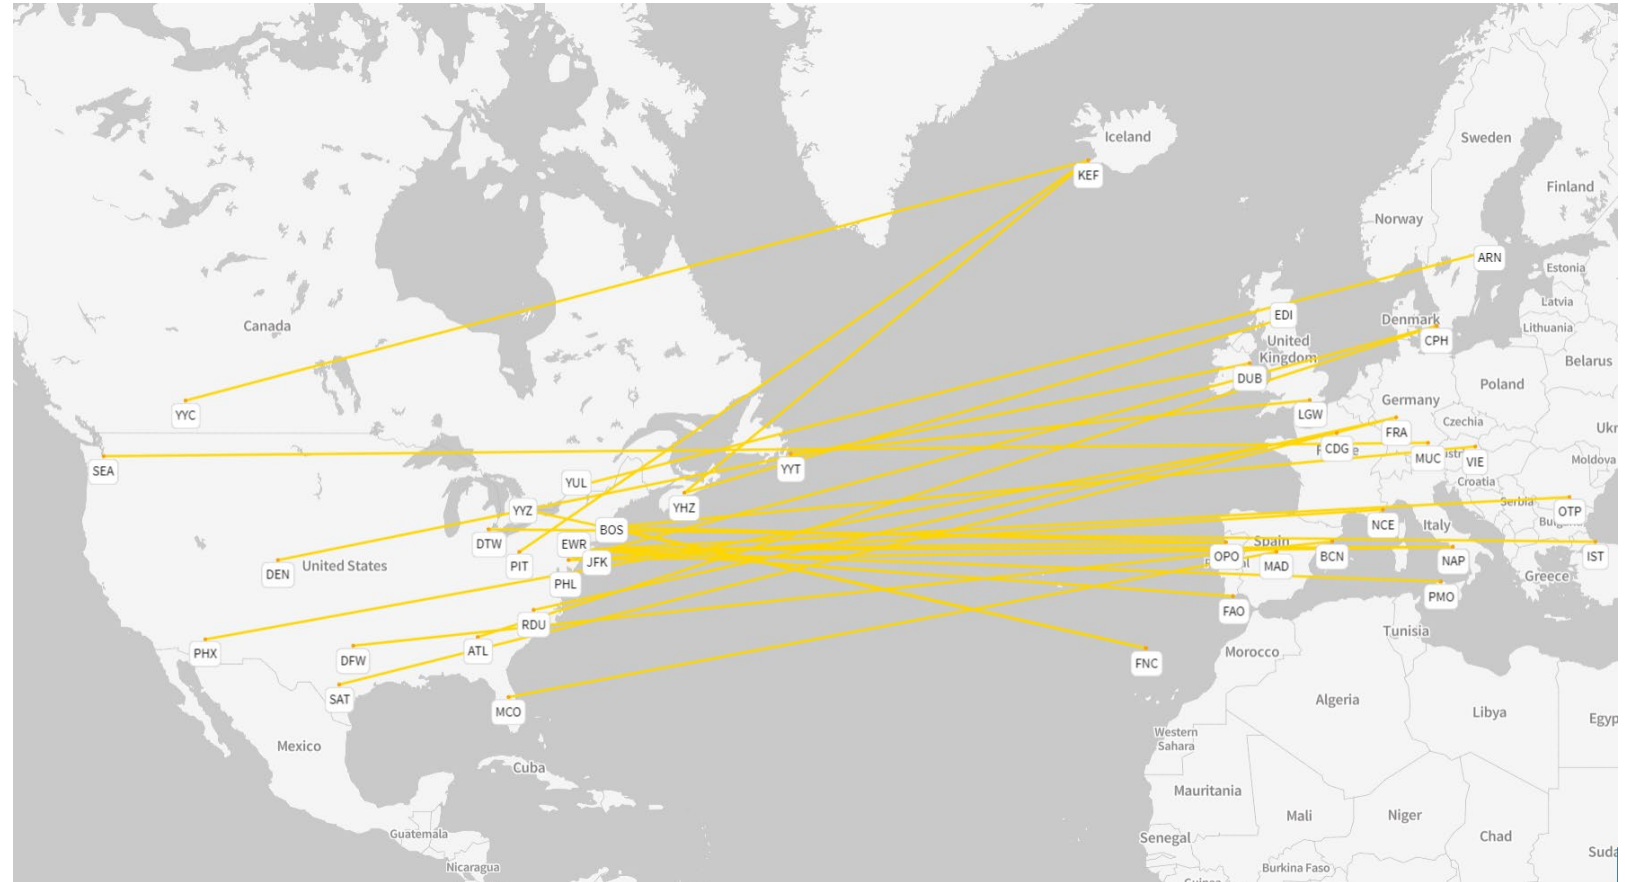 Iceland
KEF
Sweden
Finland
Norway
ARN
Estonia
Latvia
Lithuania
Canada
EDI
Denmark
CPH
United
Kingdom
Belarus
DUB
Poland
YYC
LGW
Germany
Czechia
FRA
CDG
MUC
VIE
Moldova
SEA
YYT
YUL
Croatia
YYZ
YHZ
Serbia
OTP
BOS
NCE
Italy
DTW
EWR
Spain
OPO
BCN
IST
NAP
DEN
United States
PIT
JFK
MAD
Greece
PHL
PMO
FAO
RDU
Tunisia
PHX
DFW
ATL
Morocco
FNC
SAT
MCO
Algeria
Libya
Mexico
Western
Sahara
Cuba
Mauritania
Mali
Niger
Chad
Guatemala
Senegal
Nicaragua
Burkina Faso